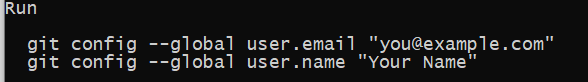 Run
git config --global user.email "you@example.com"
git config --global user.name "Your Name"